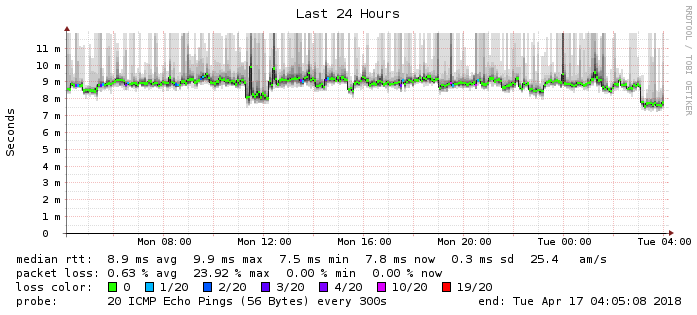 Last 24 Hours
RRDTOOL / TOBI OETIKER
Seconds
11 m
10 m
9 m
8 m
7 m
6 m
5 m
4 m
3 m
2 m
1 m
0
Mon 08:00 Mon 12:00 Mon 16:00 Mon 20:00 Tue 00:00 Tue 04:00
median rtt: 8.9 ms avg 9.9 ms max 7.5 ms min 7.8 ms now 0.3 ms sd 25.4 am/s
packet loss: 0.63 % avg 23.92 % max 0.00 % min 0.00 % now
loss color: 0 1/20 2/20 3/20 4/20 10/20 19/20
probe: 20 ICMP Echo Pings (56 Bytes) every 300s end: Tue Apr 17 04:05:08 2018